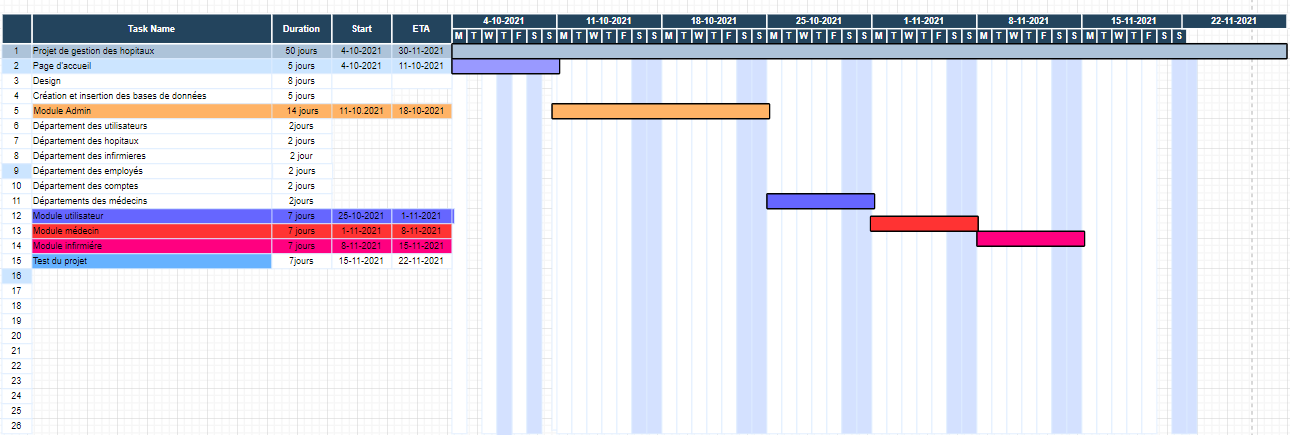 Task Name Duration Start ETA 4-10-2021 11-10-2021 18-10-2021 25-10-2021 1-11-2021 8-11-2021 15-11-2021 22-11-2021
M T W T F S S M T W T F S S M T W T F S S M T W T F S S M T W T F S S M T W T F S S M T W T F S S
1 Projet de gestion des hopitaux 50 jours 4-10-2021 30-11-2021
2 Page d'accueil 5 jours 4-10-2021 11-10-2021
3 Design 8 jours
4 Création et insertion des bases de données 5 jours
5 Module Admin 14 jours 11-10.2021 18-10-2021
6 Département des utilisateurs 2jours
7 Département des hopitaux 2 jours
8 Département des infirmieres 2 jour
9 Département des employés 2 jours
10 Département des comptes 2 jours
11 Départements des médecins 2jours
12 Module utilisateur 7 jours 25-10-2021 1-11-2021
13 Module médecin 7 jours 1-11-2021 8-11-2021
14 Module infirmière 7 jours 8-11-2021 15-11-2021
15 Test du projet 7jours 15-11-2021 22-11-2021
16
17
18
19
20
21
22
23
24
25
26